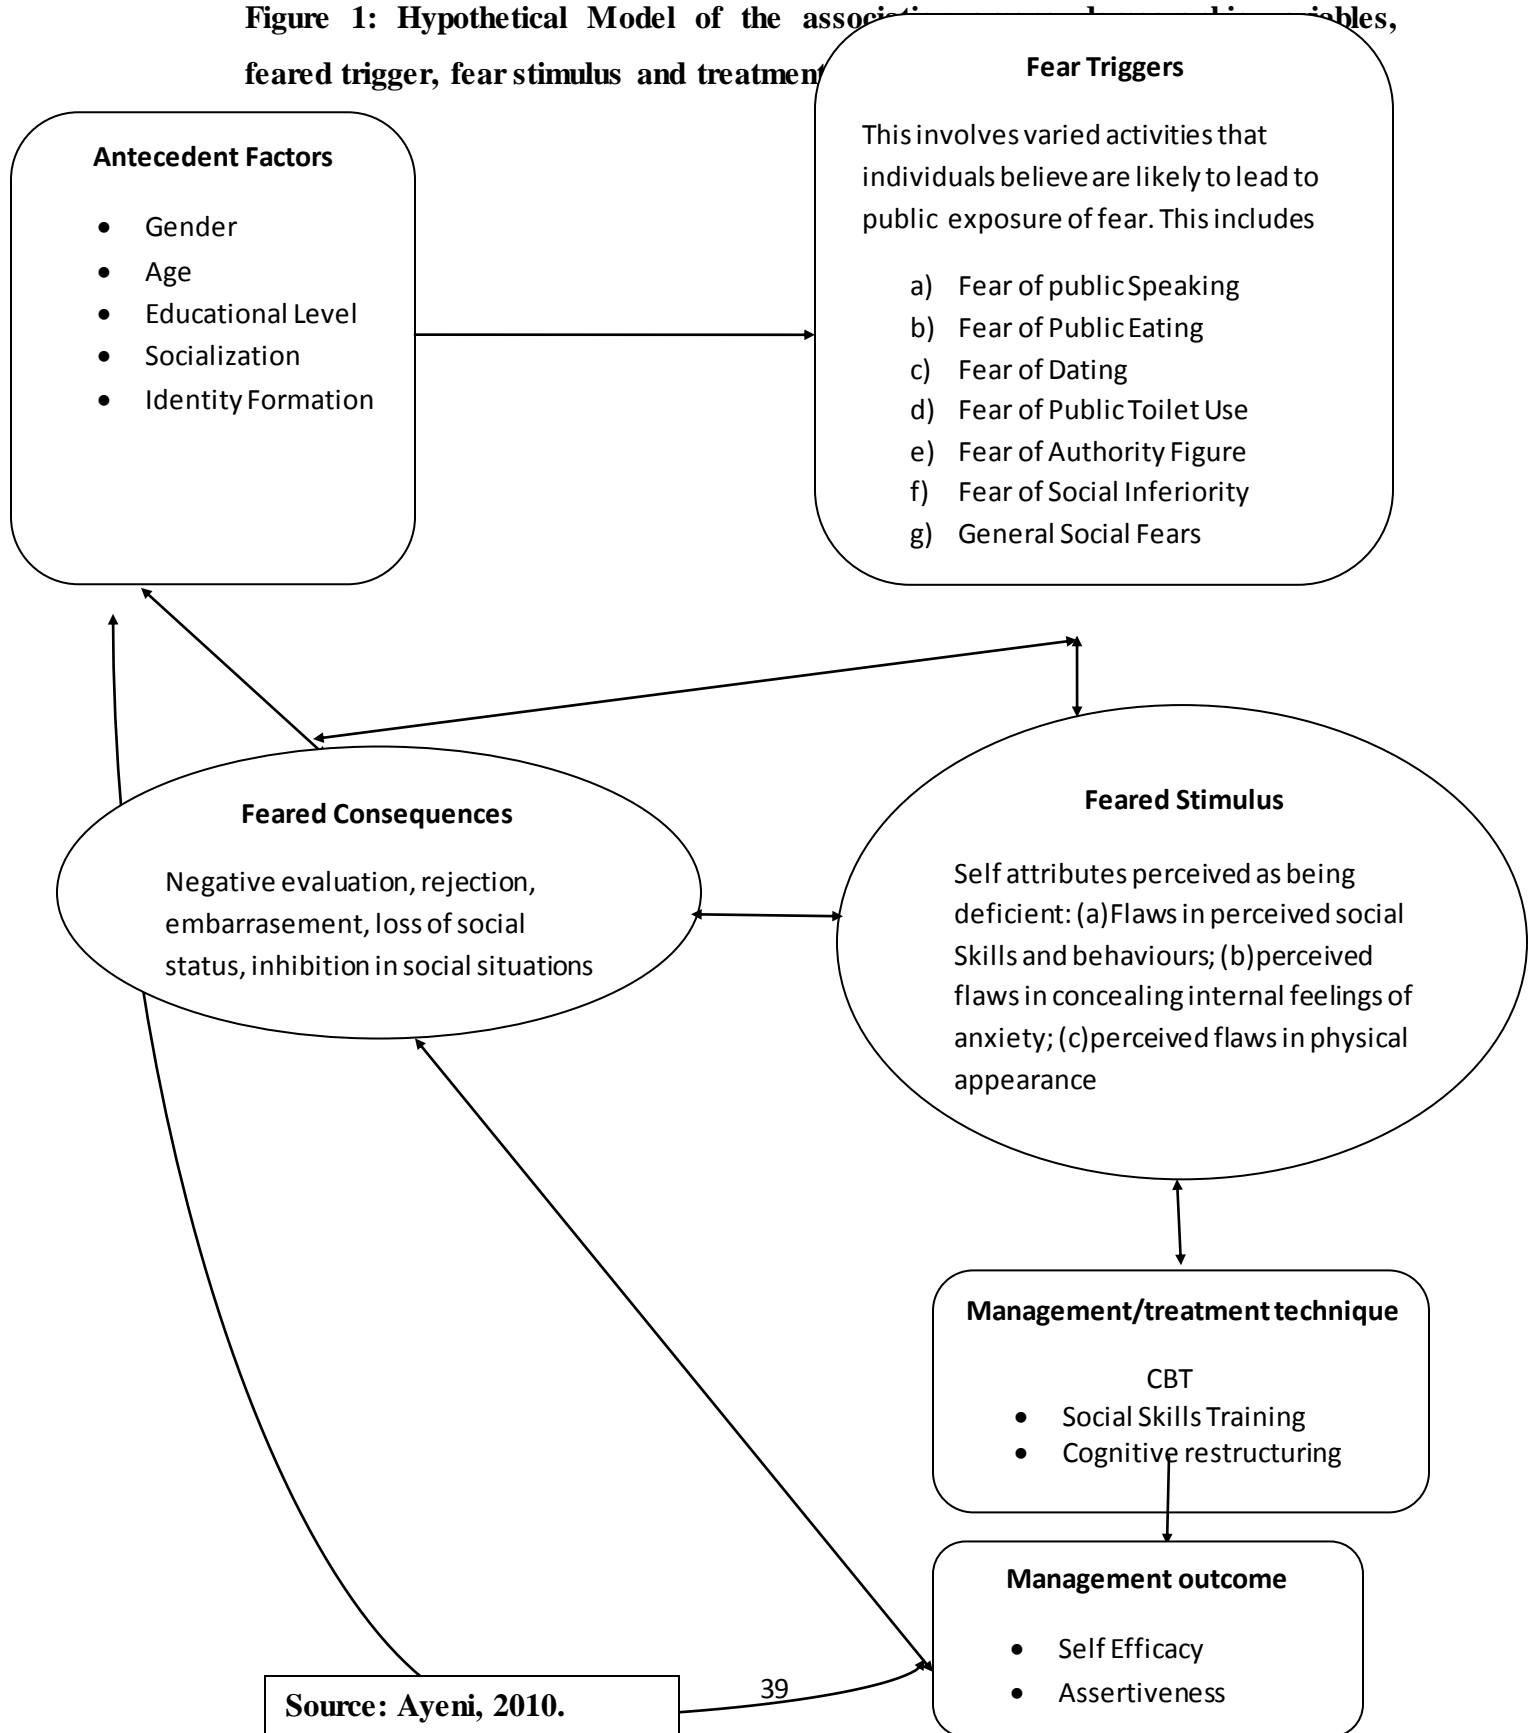 Figure 1: Hypothetical Model of the
feared trigger, fear stimulus and treatment
Fear Triggers
This involves varied activities that
individuals believe are likely to lead to
public exposure of fear. This includes
a) Fear of public Speaking
b) Fear of Public Eating
c) Fear of Dating
d) Fear of Public Toilet Use
e) Fear of Authority Figure
f) Fear of Social Inferiority
g) General Social Fears
Antecedent Factors
• Gender
• Age
• Educational Level
• Socialization
• Identity Formation
Feared Consequences
Negative evaluation, rejection,
embarrasement, loss of social
status, inhibition in social situations
Feared Stimulus
Self attributes perceived as being
deficient: (a)Flaws in perceived social
Skills and behaviours; (b)perceived
flaws in concealing internal feelings of
anxiety; (c)perceived flaws in physical
appearance
Management/treatment technique
CBT
• Social Skills Training
• Cognitive restructuring
Management outcome
• Self Efficacy
• Assertiveness
Source: Ayeni, 2010.
39